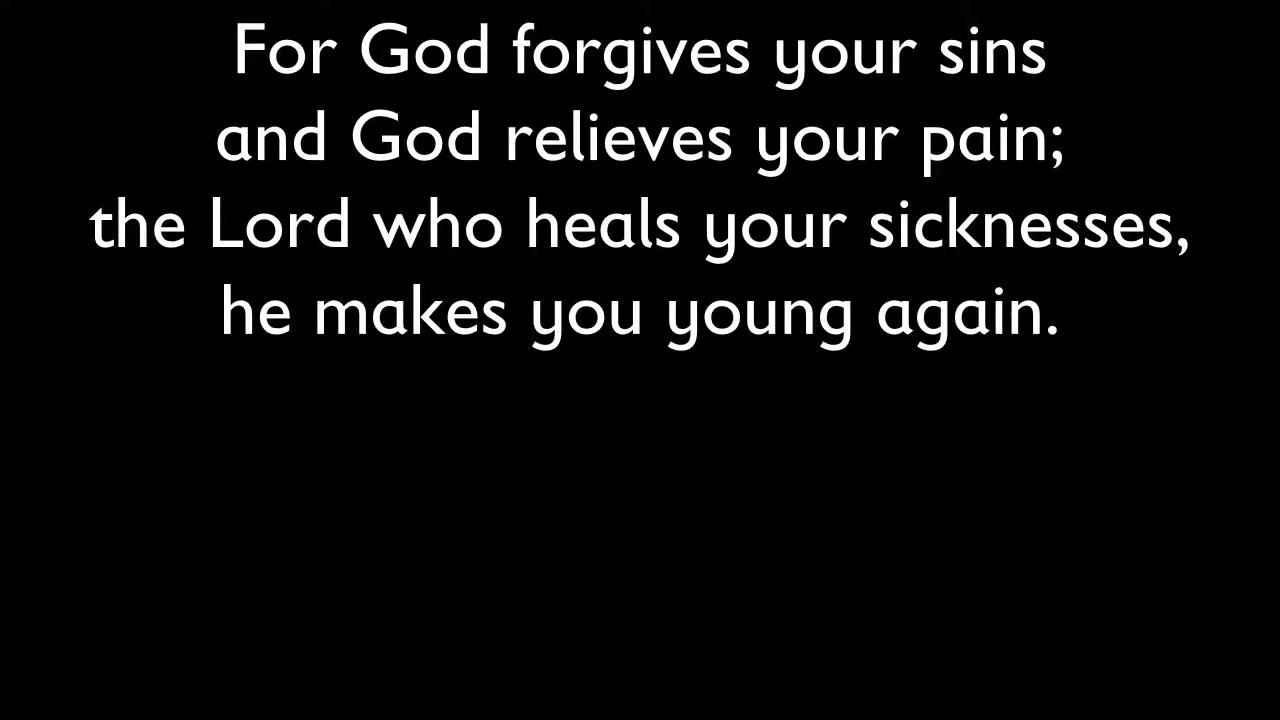 For God forgives your sins
and God relieves your pain;
the Lord who heals your sicknesses,
he makes you young again.